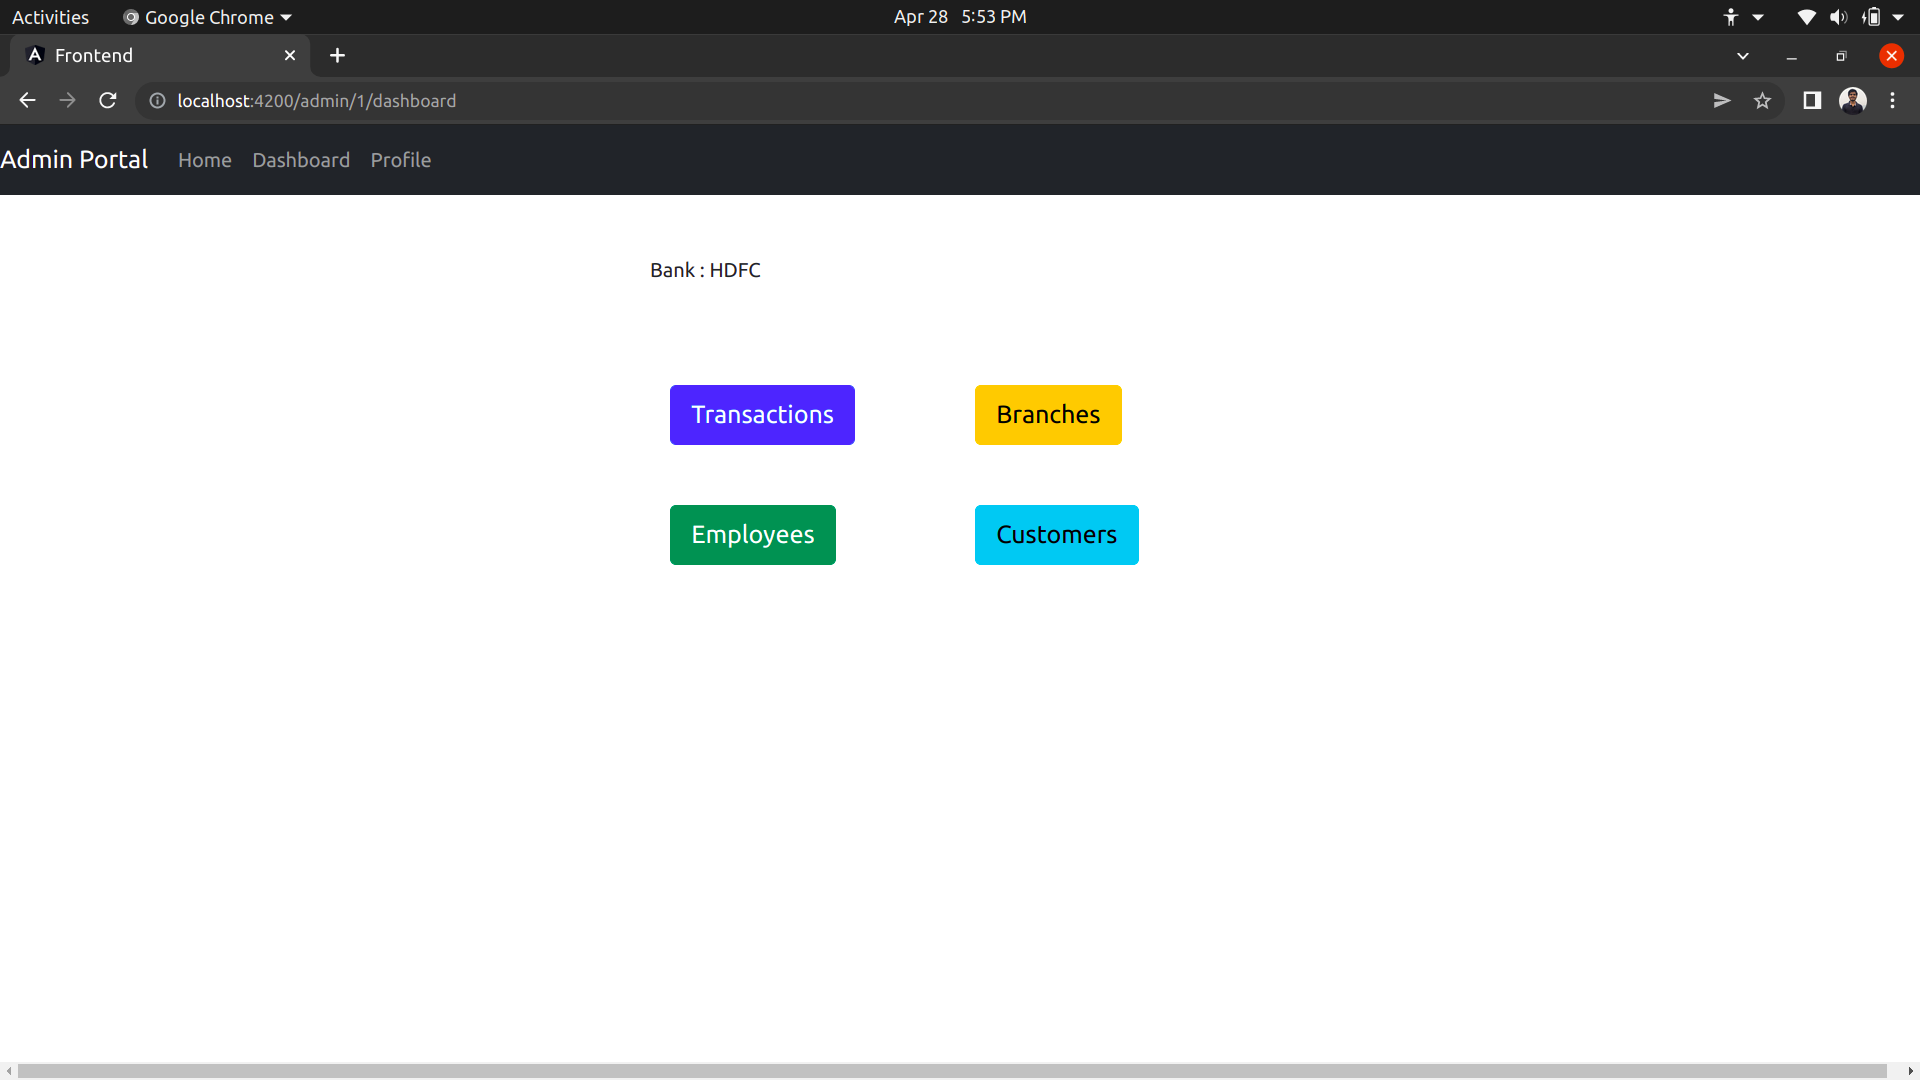 Activities Google Chrome Apr 28 5:53 PM
Frontend
localhost:4200/admin/1/dashboard
Admin Portal Home Dashboard Profile
Bank : HDFC
Transactions Branches
Employees Customers